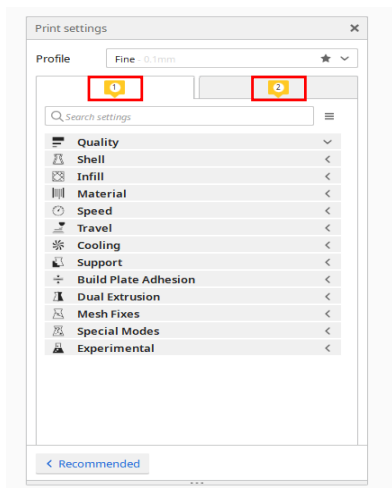 Print settings
Profile
Fine - 0.1mm
1
2
Search settings
Quality
Shell
Infill
Material
Speed
Travel
Cooling
Support
Build Plate Adhesion
Dual Extrusion
Mesh Fixes
Special Modes
Experimental
Recommended